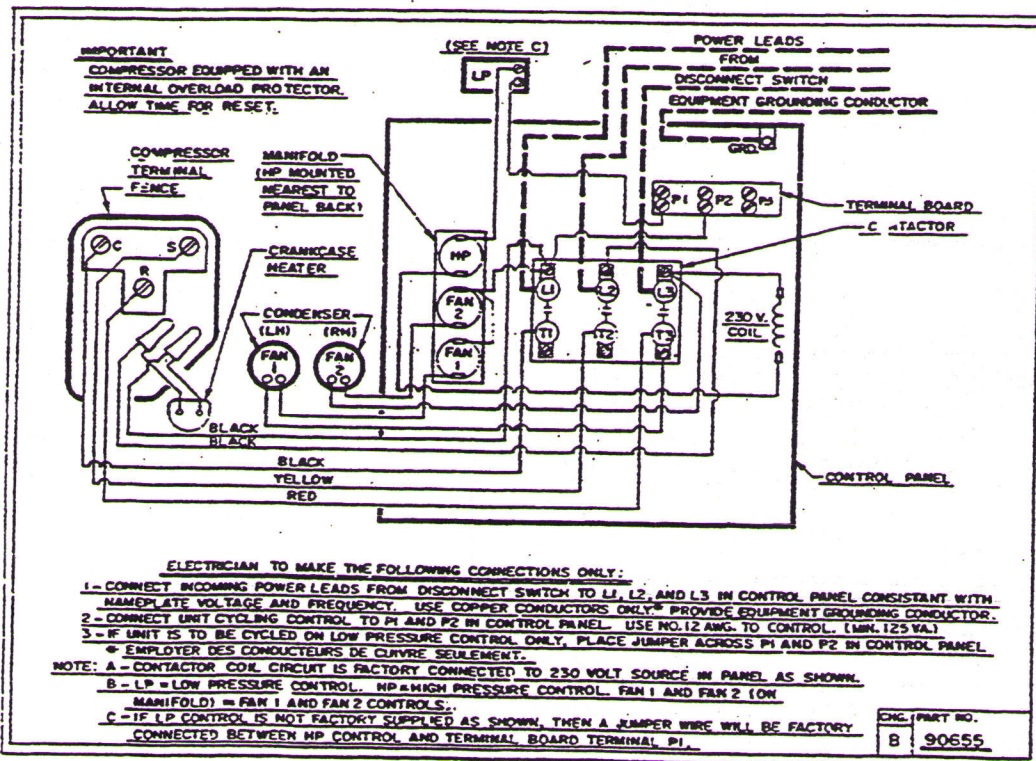 IMPORTANT
COMPRESSOR EQUIPPED WITH AN
INTERNAL OVERLOAD PROTECTOR.
ALLOW TIME FOR RESET.
(SEE NOTE C)
LP
POWER LEADS
FROM
DISCONNECT SWITCH
EQUIPMENT GROUNDING CONDUCTOR
GRD.
COMPRESSOR
TERMINAL
FENCE
MANIFOLD
(HP MOUNTED
NEAREST TO
PANEL BACK)
P1 P2 P3
TERMINAL BOARD
C TACTOR
C S
R
CRANKCASE
HEATER
HP
FAN
2
FAN
1
L1 L2 L3
T1 T2 T3
230 V.
COIL
CONDENSER
(LH) (RH)
FAN
1
FAN
2
BLACK
BLACK
BLACK
YELLOW
RED
CONTROL PANEL
ELECTRICIAN TO MAKE THE FOLLOWING CONNECTIONS ONLY:
1 - CONNECT INCOMING POWER LEADS FROM DISCONNECT SWITCH TO L1, L2, AND L3 IN CONTROL PANEL CONSISTANT WITH
NAMEPLATE VOLTAGE AND FREQUENCY. USE COPPER CONDUCTORS ONLY* PROVIDE EQUIPMENT GROUNDING CONDUCTOR.
2 - CONNECT UNIT CYCLING CONTROL TO P1 AND P2 IN CONTROL PANEL. USE NO. 12 AWG. TO CONTROL. (MIN. 125 VA.)
3 - IF UNIT IS TO BE CYCLED ON LOW PRESSURE CONTROL ONLY, PLACE JUMPER ACROSS P1 AND P2 IN CONTROL PANEL
* EMPLOYER DES CONDUCTEURS DE CUIVRE SEULEMENT.
NOTE: A - CONTACTOR COIL CIRCUIT IS FACTORY CONNECTED TO 230 VOLT SOURCE IN PANEL AS SHOWN.
B - LP = LOW PRESSURE CONTROL. HP = HIGH PRESSURE CONTROL. FAN 1 AND FAN 2 (ON
MANIFOLD) = FAN 1 AND FAN 2 CONTROLS.
C - IF LP CONTROL IS NOT FACTORY SUPPLIED AS SHOWN, THEN A JUMPER WIRE WILL BE FACTORY
CONNECTED BETWEEN HP CONTROL AND TERMINAL BOARD TERMINAL P1.
CHG. PART NO.
B 90655